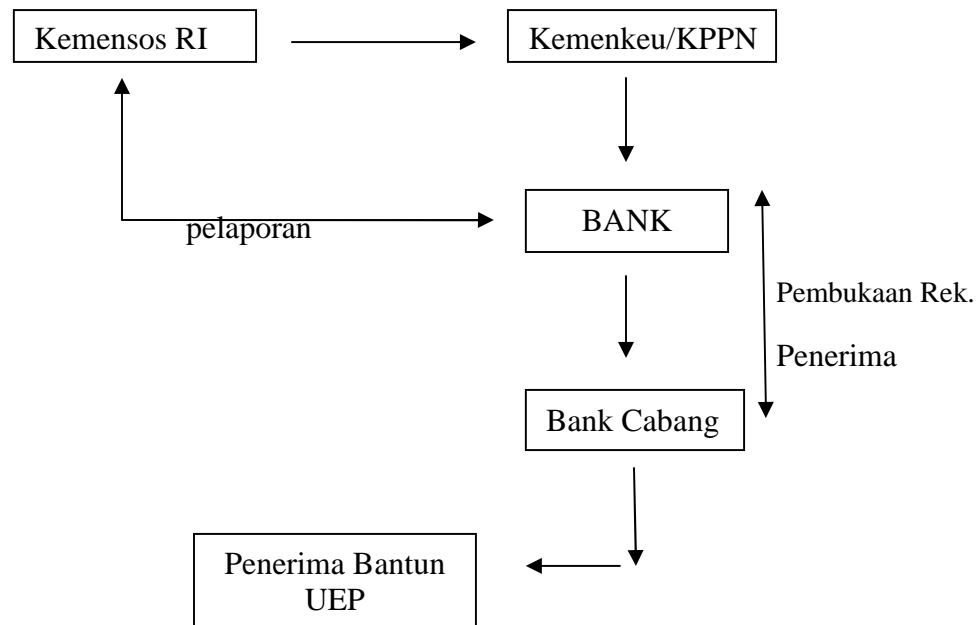 Kemensos RI
Kemenkeu/KPPN
BANK
pelaporan
Pembukaan Rek.
Penerima
Bank Cabang
Penerima Bantun
UEP